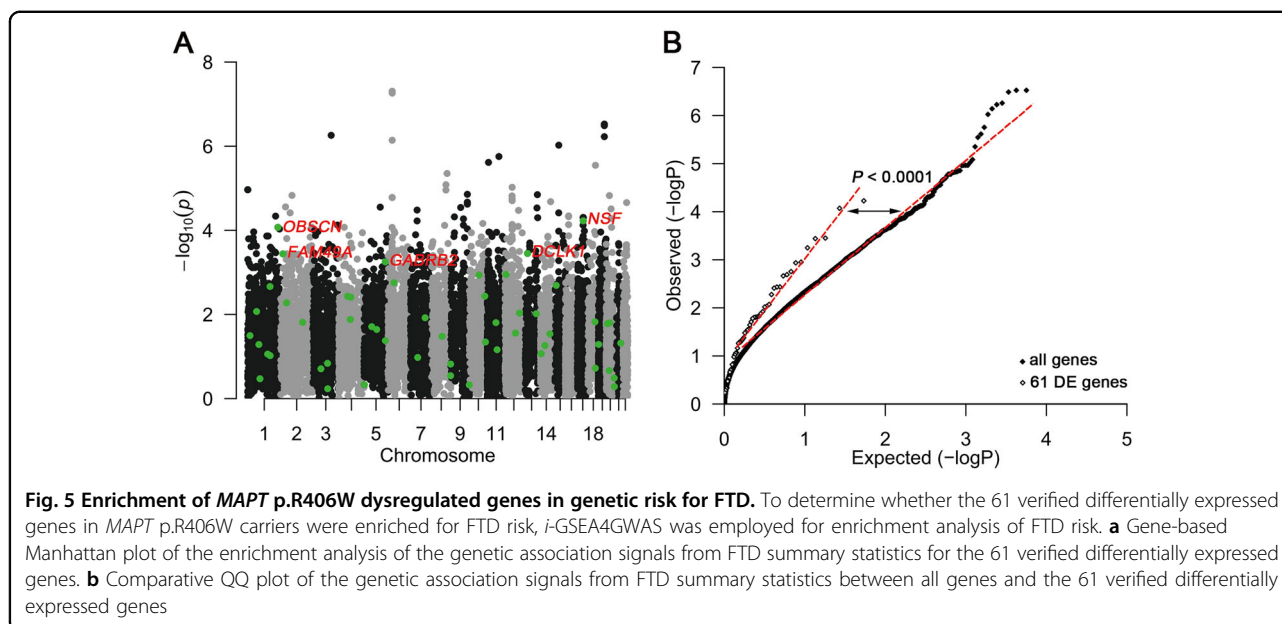 A
8
6
4
2
0
−log10(p)
OBSCN
FAM49A
GABRB2
DCLK1
NSF
1
2
3
5
7
9
11
14
18
Chromosome
B
7
6
5
4
3
2
1
0
Observed (−logP)
P < 0.0001
all genes
61 DE genes
0
1
2
3
4
5
Expected (−logP)
Fig. 5 Enrichment of MAPT p.R406W dysregulated genes in genetic risk for FTD. To determine whether the 61 verified differentially expressed
genes in MAPT p.R406W carriers were enriched for FTD risk, i-GSEA4GWAS was employed for enrichment analysis of FTD risk. a Gene-based
Manhattan plot of the enrichment analysis of the genetic association signals from FTD summary statistics for the 61 verified differentially expressed
genes. b Comparative QQ plot of the genetic association signals from FTD summary statistics between all genes and the 61 verified differentially
expressed genes